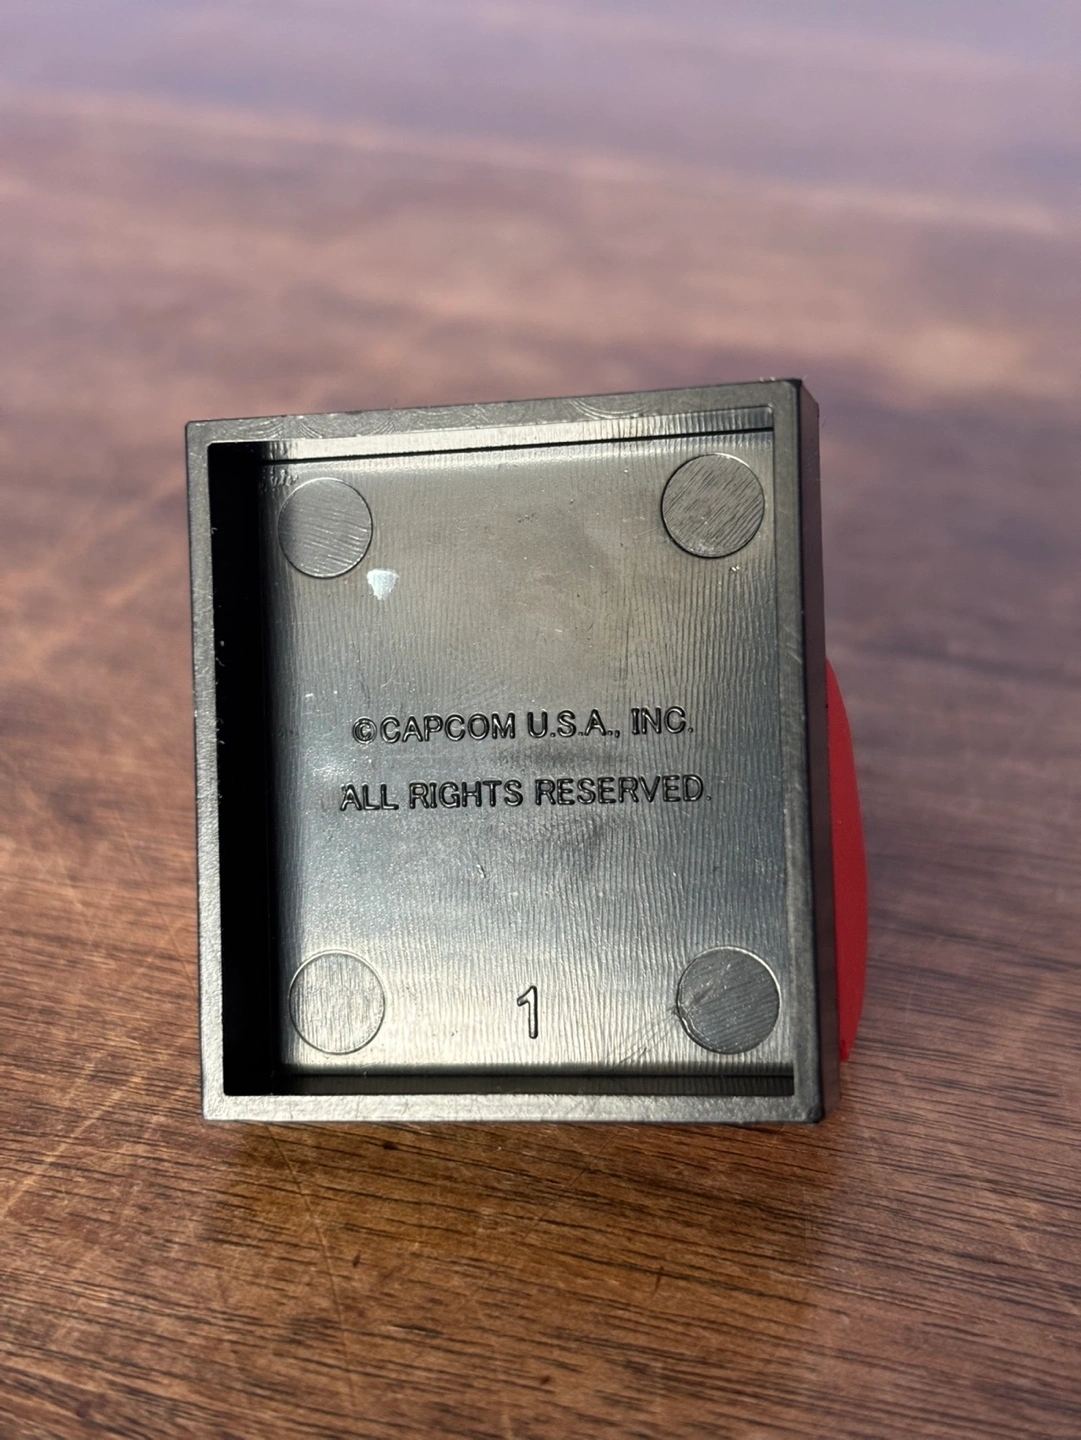 ©CAPCOM U.S.A., INC.
ALL RIGHTS RESERVED.
1